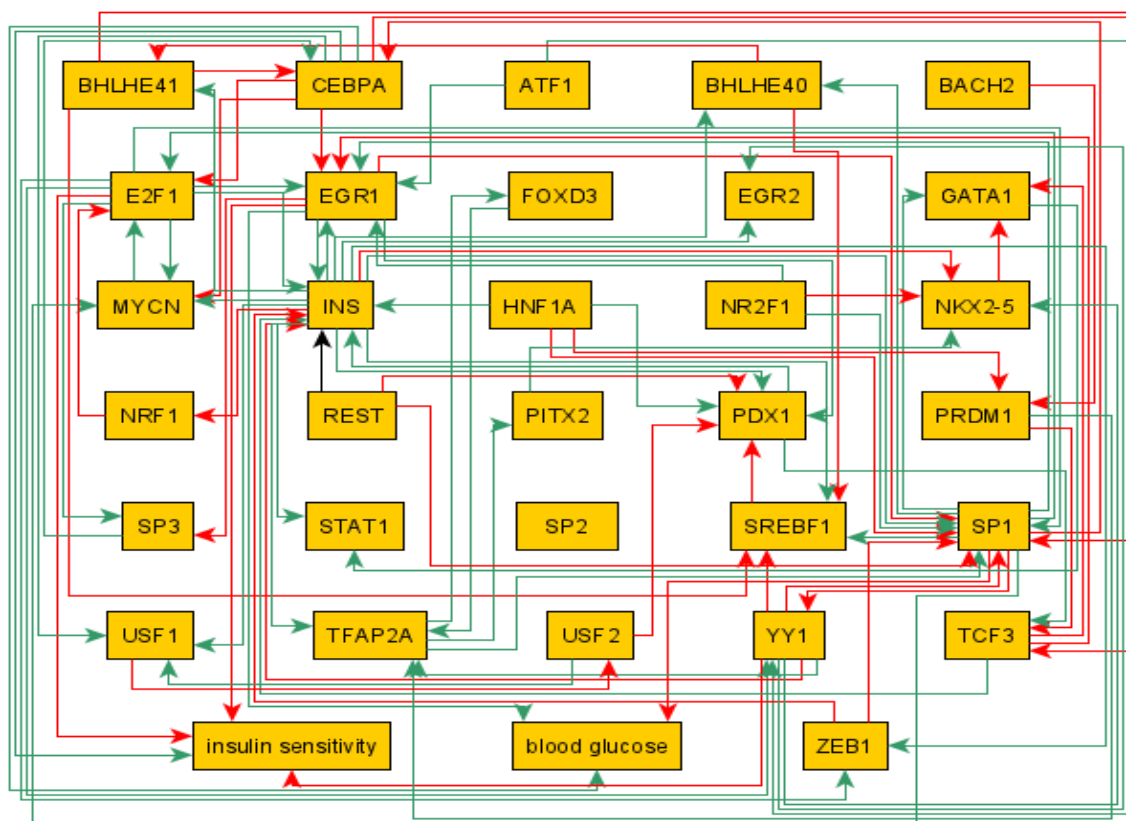 BHLHE41 CEBPA ATF1 BHLHE40 BACH2
E2F1 EGR1 FOXD3 EGR2 GATA1
MYCN INS HNF1A NR2F1 NKX2-5
NRF1 REST PITX2 PDX1 PRDM1
SP3 STAT1 SP2 SREBF1 SP1
USF1 TFAP2A USF2 YY1 TCF3
insulin sensitivity blood glucose ZEB1